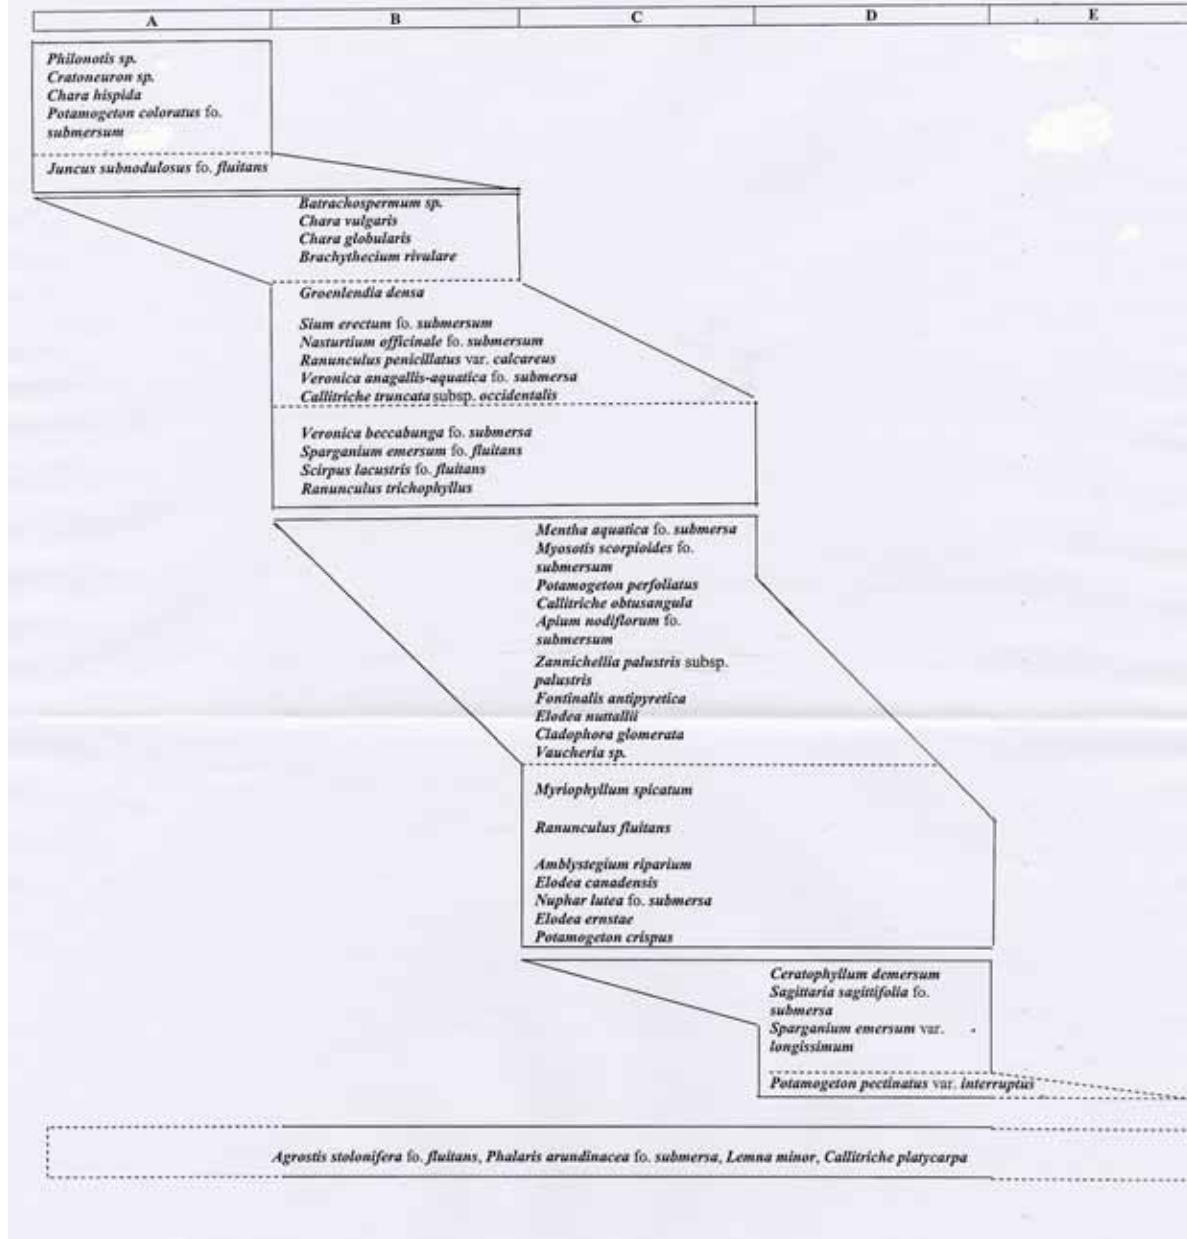 A B C D E
Philonotis sp.
Cratoneuron sp.
Chara hispida
Potamogeton coloratus fo.
submersum
Juncus subnodulosus fo. fluitans
Batrachospermum sp.
Chara vulgaris
Chara globularis
Brachythecium rivulare
Groenlendia densa
Sium erectum fo. submersum
Nasturtium officinale fo. submersum
Ranunculus penicillatus var. calcareus
Veronica anagallis-aquatica fo. submersa
Callitriche truncata subsp. occidentalis
Veronica beccabunga fo. submersa
Sparganium emersum fo. fluitans
Scirpus lacustris fo. fluitans
Ranunculus trichophyllus
Mentha aquatica fo. submersa
Myosotis scorpioides fo.
submersum
Potamogeton perfoliatus
Callitriche obtusangula
Apium nodiflorum fo.
submersum
Zannichellia palustris subsp.
palustris
Fontinalis antipyretica
Elodea nuttallii
Cladophora glomerata
Vaucheria sp.
Myriophyllum spicatum
Ranunculus fluitans
Amblystegium riparium
Elodea canadensis
Nuphar lutea fo. submersa
Elodea ernstae
Potamogeton crispus
Ceratophyllum demersum
Sagittaria sagittifolia fo.
submersa
Sparganium emersum var.
longissimum
Potamogeton pectinatus var. interruptus
Agrostis stolonifera fo. fluitans, Phalaris arundinacea fo. submersa, Lemna minor, Callitriche platycarpa